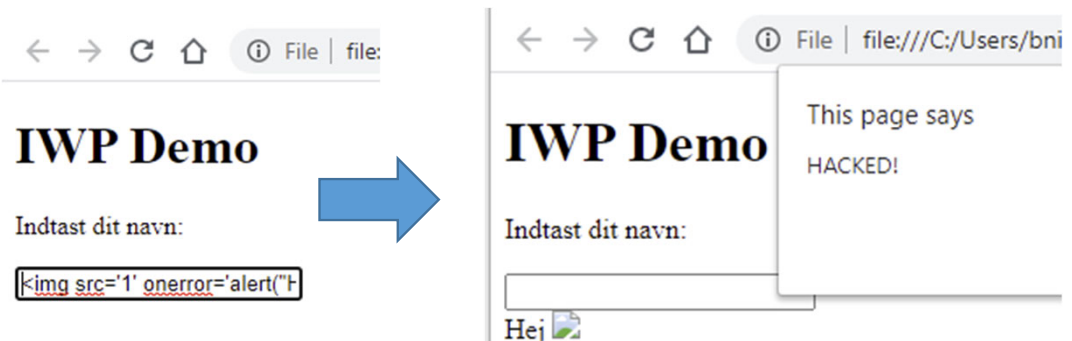 File | file:
IWP Demo
Indtast dit navn:
<img src='1' onerror='alert("H
File | file:///C:/Users/bni
This page says
HACKED!
IWP Demo
Indtast dit navn:
Hej